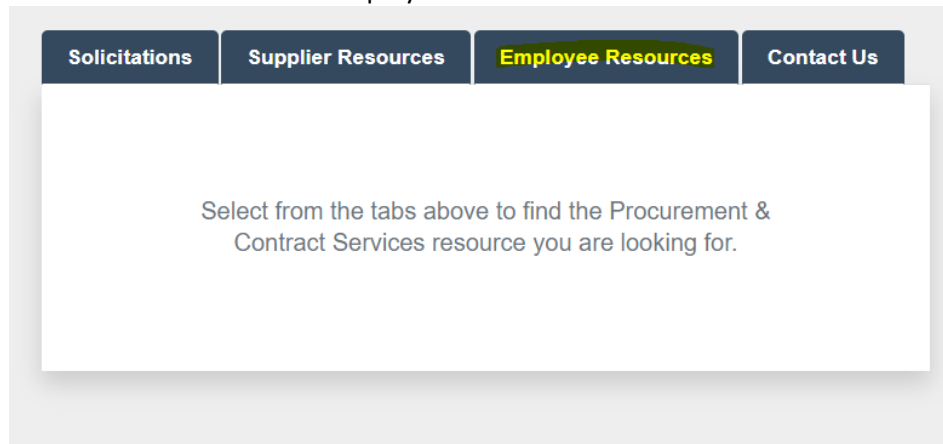 Solicitations Supplier Resources Employee Resources Contact Us
Select from the tabs above to find the Procurement &
Contract Services resource you are looking for.